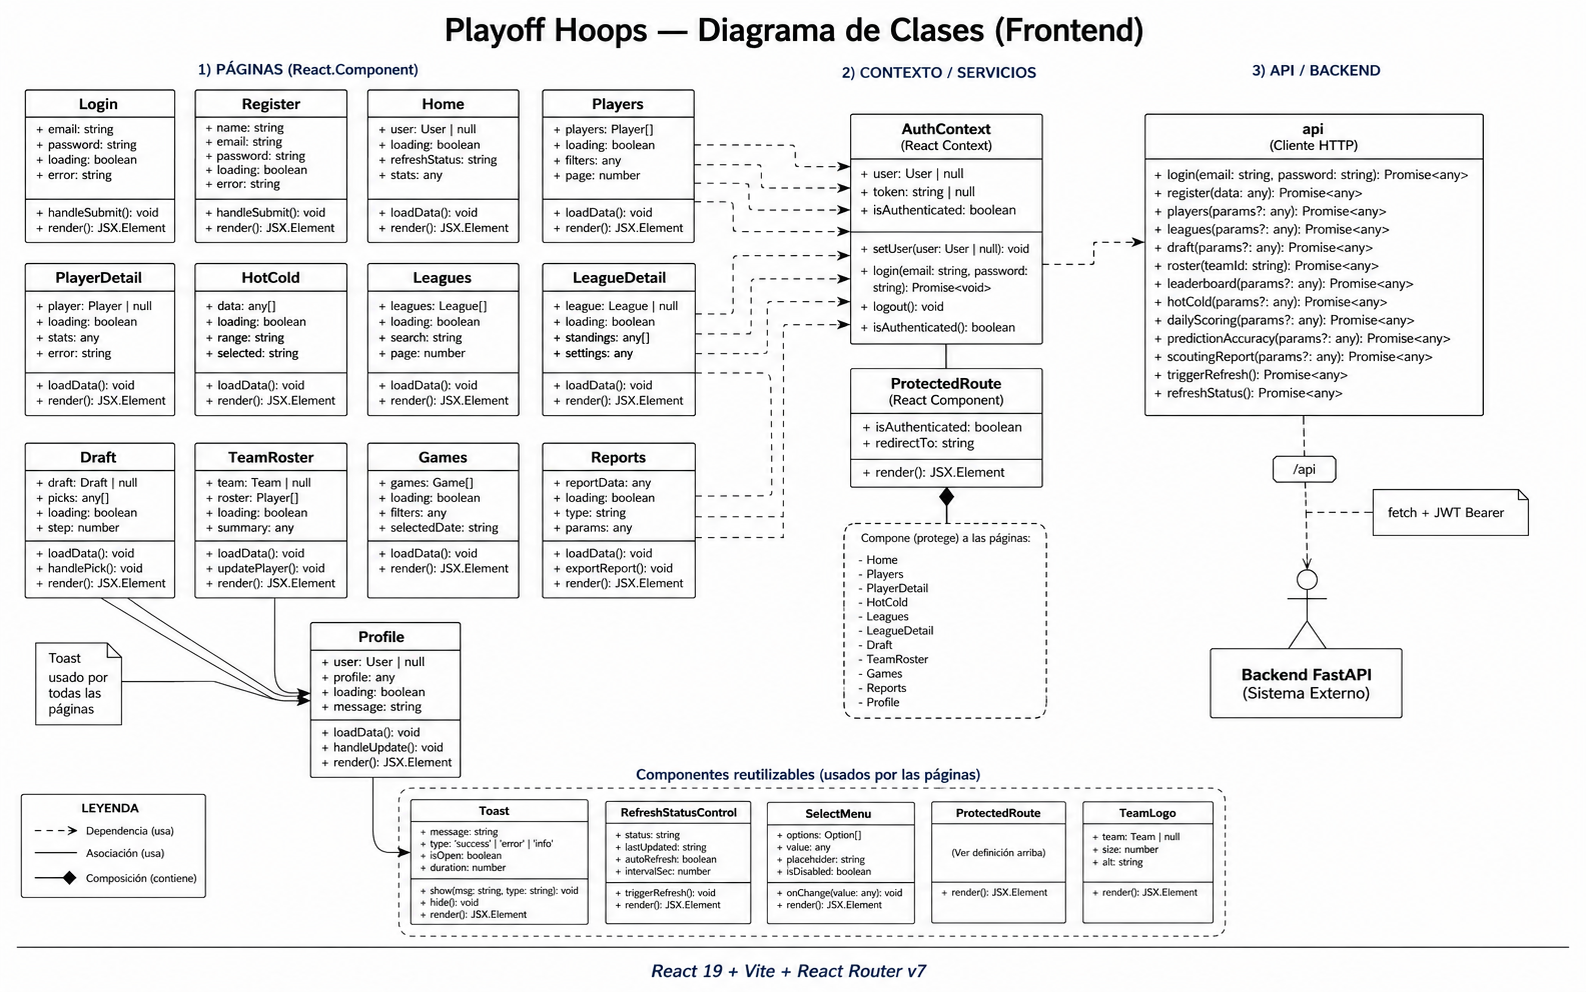 Playoff Hoops — Diagrama de Clases (Frontend)
1) PÁGINAS (React.Component)
Login
+ email: string
+ password: string
+ loading: boolean
+ error: string
+ handleSubmit(): void
+ render(): JSX.Element
Register
+ name: string
+ email: string
+ password: string
+ loading: boolean
+ error: string
+ handleSubmit(): void
+ render(): JSX.Element
Home
+ user: User | null
+ loading: boolean
+ refreshStatus: string
+ stats: any
+ loadData(): void
+ render(): JSX.Element
Players
+ players: Player[]
+ loading: boolean
+ filters: any
+ page: number
+ loadData(): void
+ render(): JSX.Element
PlayerDetail
+ player: Player | null
+ loading: boolean
+ stats: any
+ error: string
+ loadData(): void
+ render(): JSX.Element
HotCold
+ data: any[]
+ loading: boolean
+ range: string
+ selected: string
+ loadData(): void
+ render(): JSX.Element
Leagues
+ leagues: League[]
+ loading: boolean
+ search: string
+ page: number
+ loadData(): void
+ render(): JSX.Element
LeagueDetail
+ league: League | null
+ loading: boolean
+ standings: any[]
+ settings: any
+ loadData(): void
+ render(): JSX.Element
Draft
+ draft: Draft | null
+ picks: any[]
+ loading: boolean
+ step: number
+ loadData(): void
+ handlePick(): void
+ render(): JSX.Element
TeamRoster
+ team: Team | null
+ roster: Player[]
+ loading: boolean
+ summary: any
+ loadData(): void
+ updatePlayer(): void
+ render(): JSX.Element
Games
+ games: Game[]
+ loading: boolean
+ filters: any
+ selectedDate: string
+ loadData(): void
+ render(): JSX.Element
Reports
+ reportData: any
+ loading: boolean
+ type: string
+ params: any
+ loadData(): void
+ exportReport(): void
+ render(): JSX.Element
Toast
usado por
todas las
páginas
Profile
+ user: User | null
+ profile: any
+ loading: boolean
+ message: string
+ loadData(): void
+ handleUpdate(): void
+ render(): JSX.Element
2) CONTEXTO / SERVICIOS
AuthContext
(React Context)
+ user: User | null
+ token: string | null
+ isAuthenticated: boolean
+ setUser(user: User | null): void
+ login(email: string, password:
string): Promise<void>
+ logout(): void
+ isAuthenticated(): boolean
ProtectedRoute
(React Component)
+ isAuthenticated: boolean
+ redirectTo: string
+ render(): JSX.Element
Compone (protege) a las páginas:
- Home
- Players
- PlayerDetail
- HotCold
- Leagues
- LeagueDetail
- Draft
- TeamRoster
- Games
- Reports
- Profile
3) API / BACKEND
api
(Cliente HTTP)
+ login(email: string, password: string): Promise<any>
+ register(data: any): Promise<any>
+ players(params?: any): Promise<any>
+ leagues(params?: any): Promise<any>
+ draft(params?: any): Promise<any>
+ roster(teamId: string): Promise<any>
+ leaderboard(params?: any): Promise<any>
+ hotCold(params?: any): Promise<any>
+ dailyScoring(params?: any): Promise<any>
+ predictionAccuracy(params?: any): Promise<any>
+ scoutingReport(params?: any): Promise<any>
+ triggerRefresh(): Promise<any>
+ refreshStatus(): Promise<any>
/api
fetch + JWT Bearer
Backend FastAPI
(Sistema Externo)
LEYENDA
Dependencia (usa)
Asociación (usa)
Composición (contiene)
Componentes reutilizables (usados por las páginas)
Toast
+ message: string
+ type: 'success' | 'error' | 'info'
+ isOpen: boolean
+ duration: number
+ show(msg: string, type: string): void
+ hide(): void
+ render(): JSX.Element
RefreshStatusControl
+ status: string
+ lastUpdated: string
+ autoRefresh: boolean
+ intervalSec: number
+ triggerRefresh(): void
+ render(): JSX.Element
SelectMenu
+ options: Option[]
+ value: any
+ placeholder: string
+ isDisabled: boolean
+ onChange(value: any): void
+ render(): JSX.Element
ProtectedRoute
(Ver definición arriba)
+ render(): JSX.Element
TeamLogo
+ team: Team | null
+ size: number
+ alt: string
+ render(): JSX.Element
React 19 + Vite + React Router v7